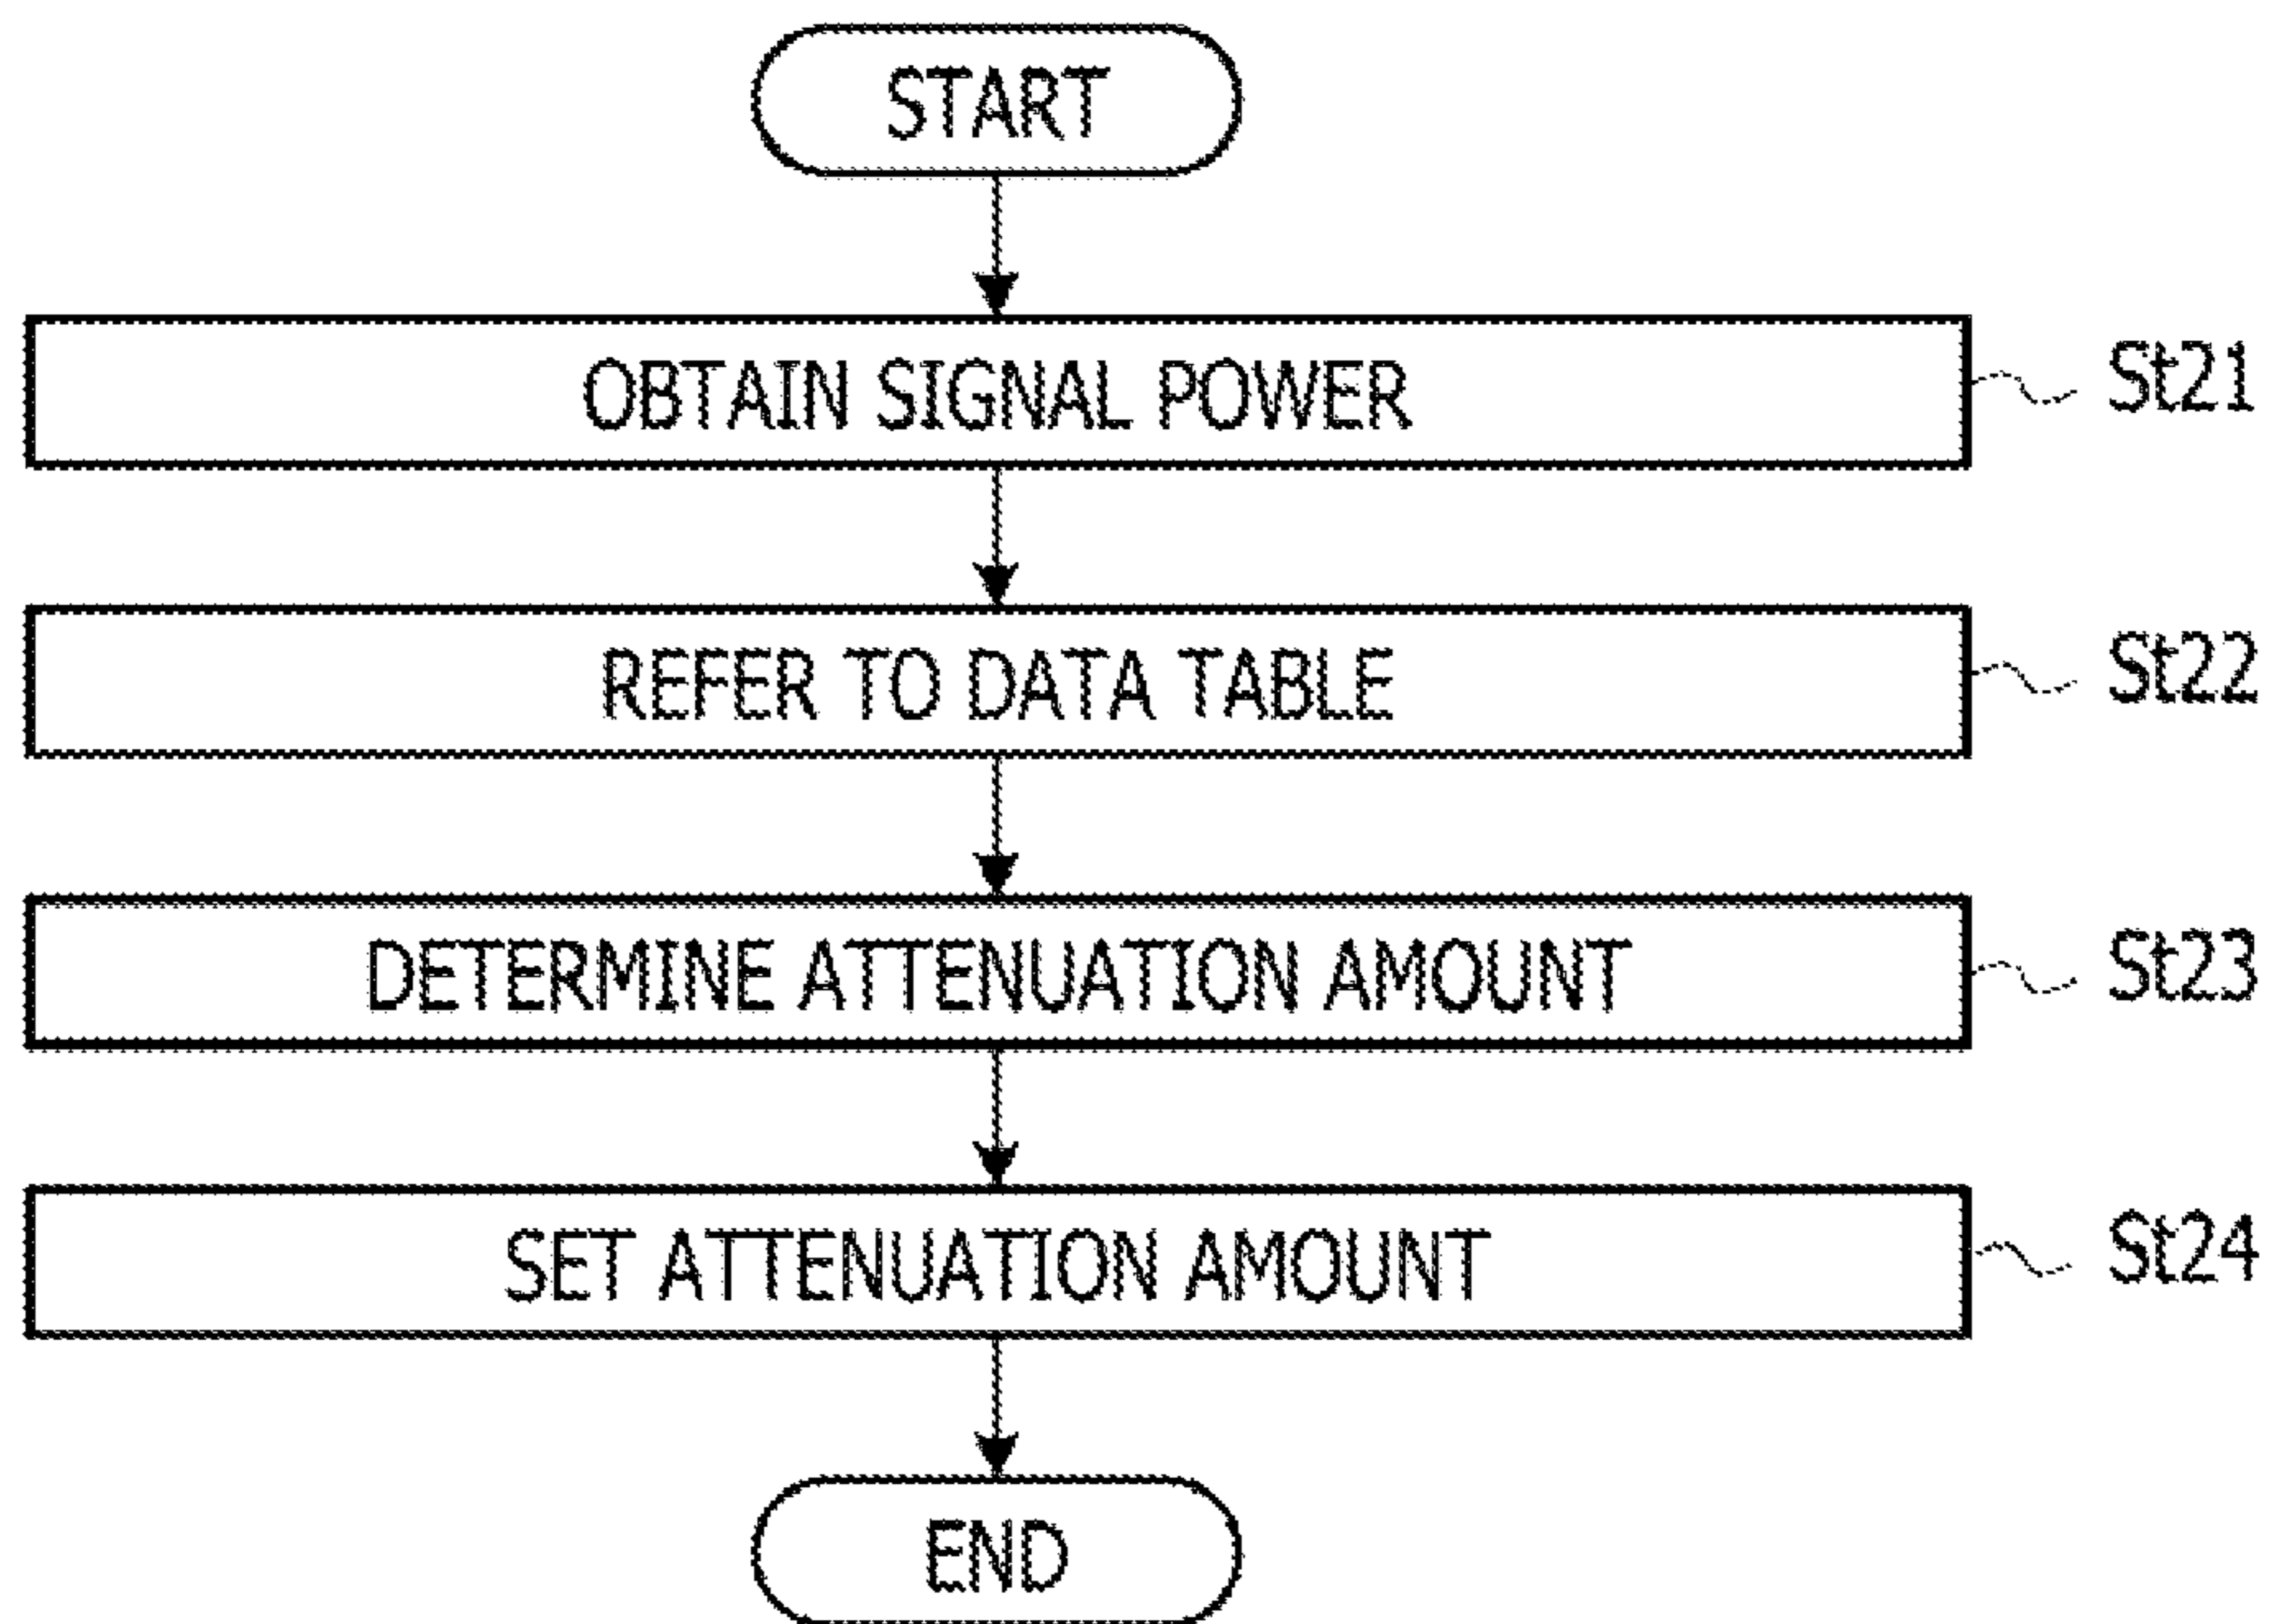 START
OBTAIN SIGNAL POWER St21
REFER TO DATA TABLE St22
DETERMINE ATTENUATION AMOUNT St23
SET ATTENUATION AMOUNT St24
END